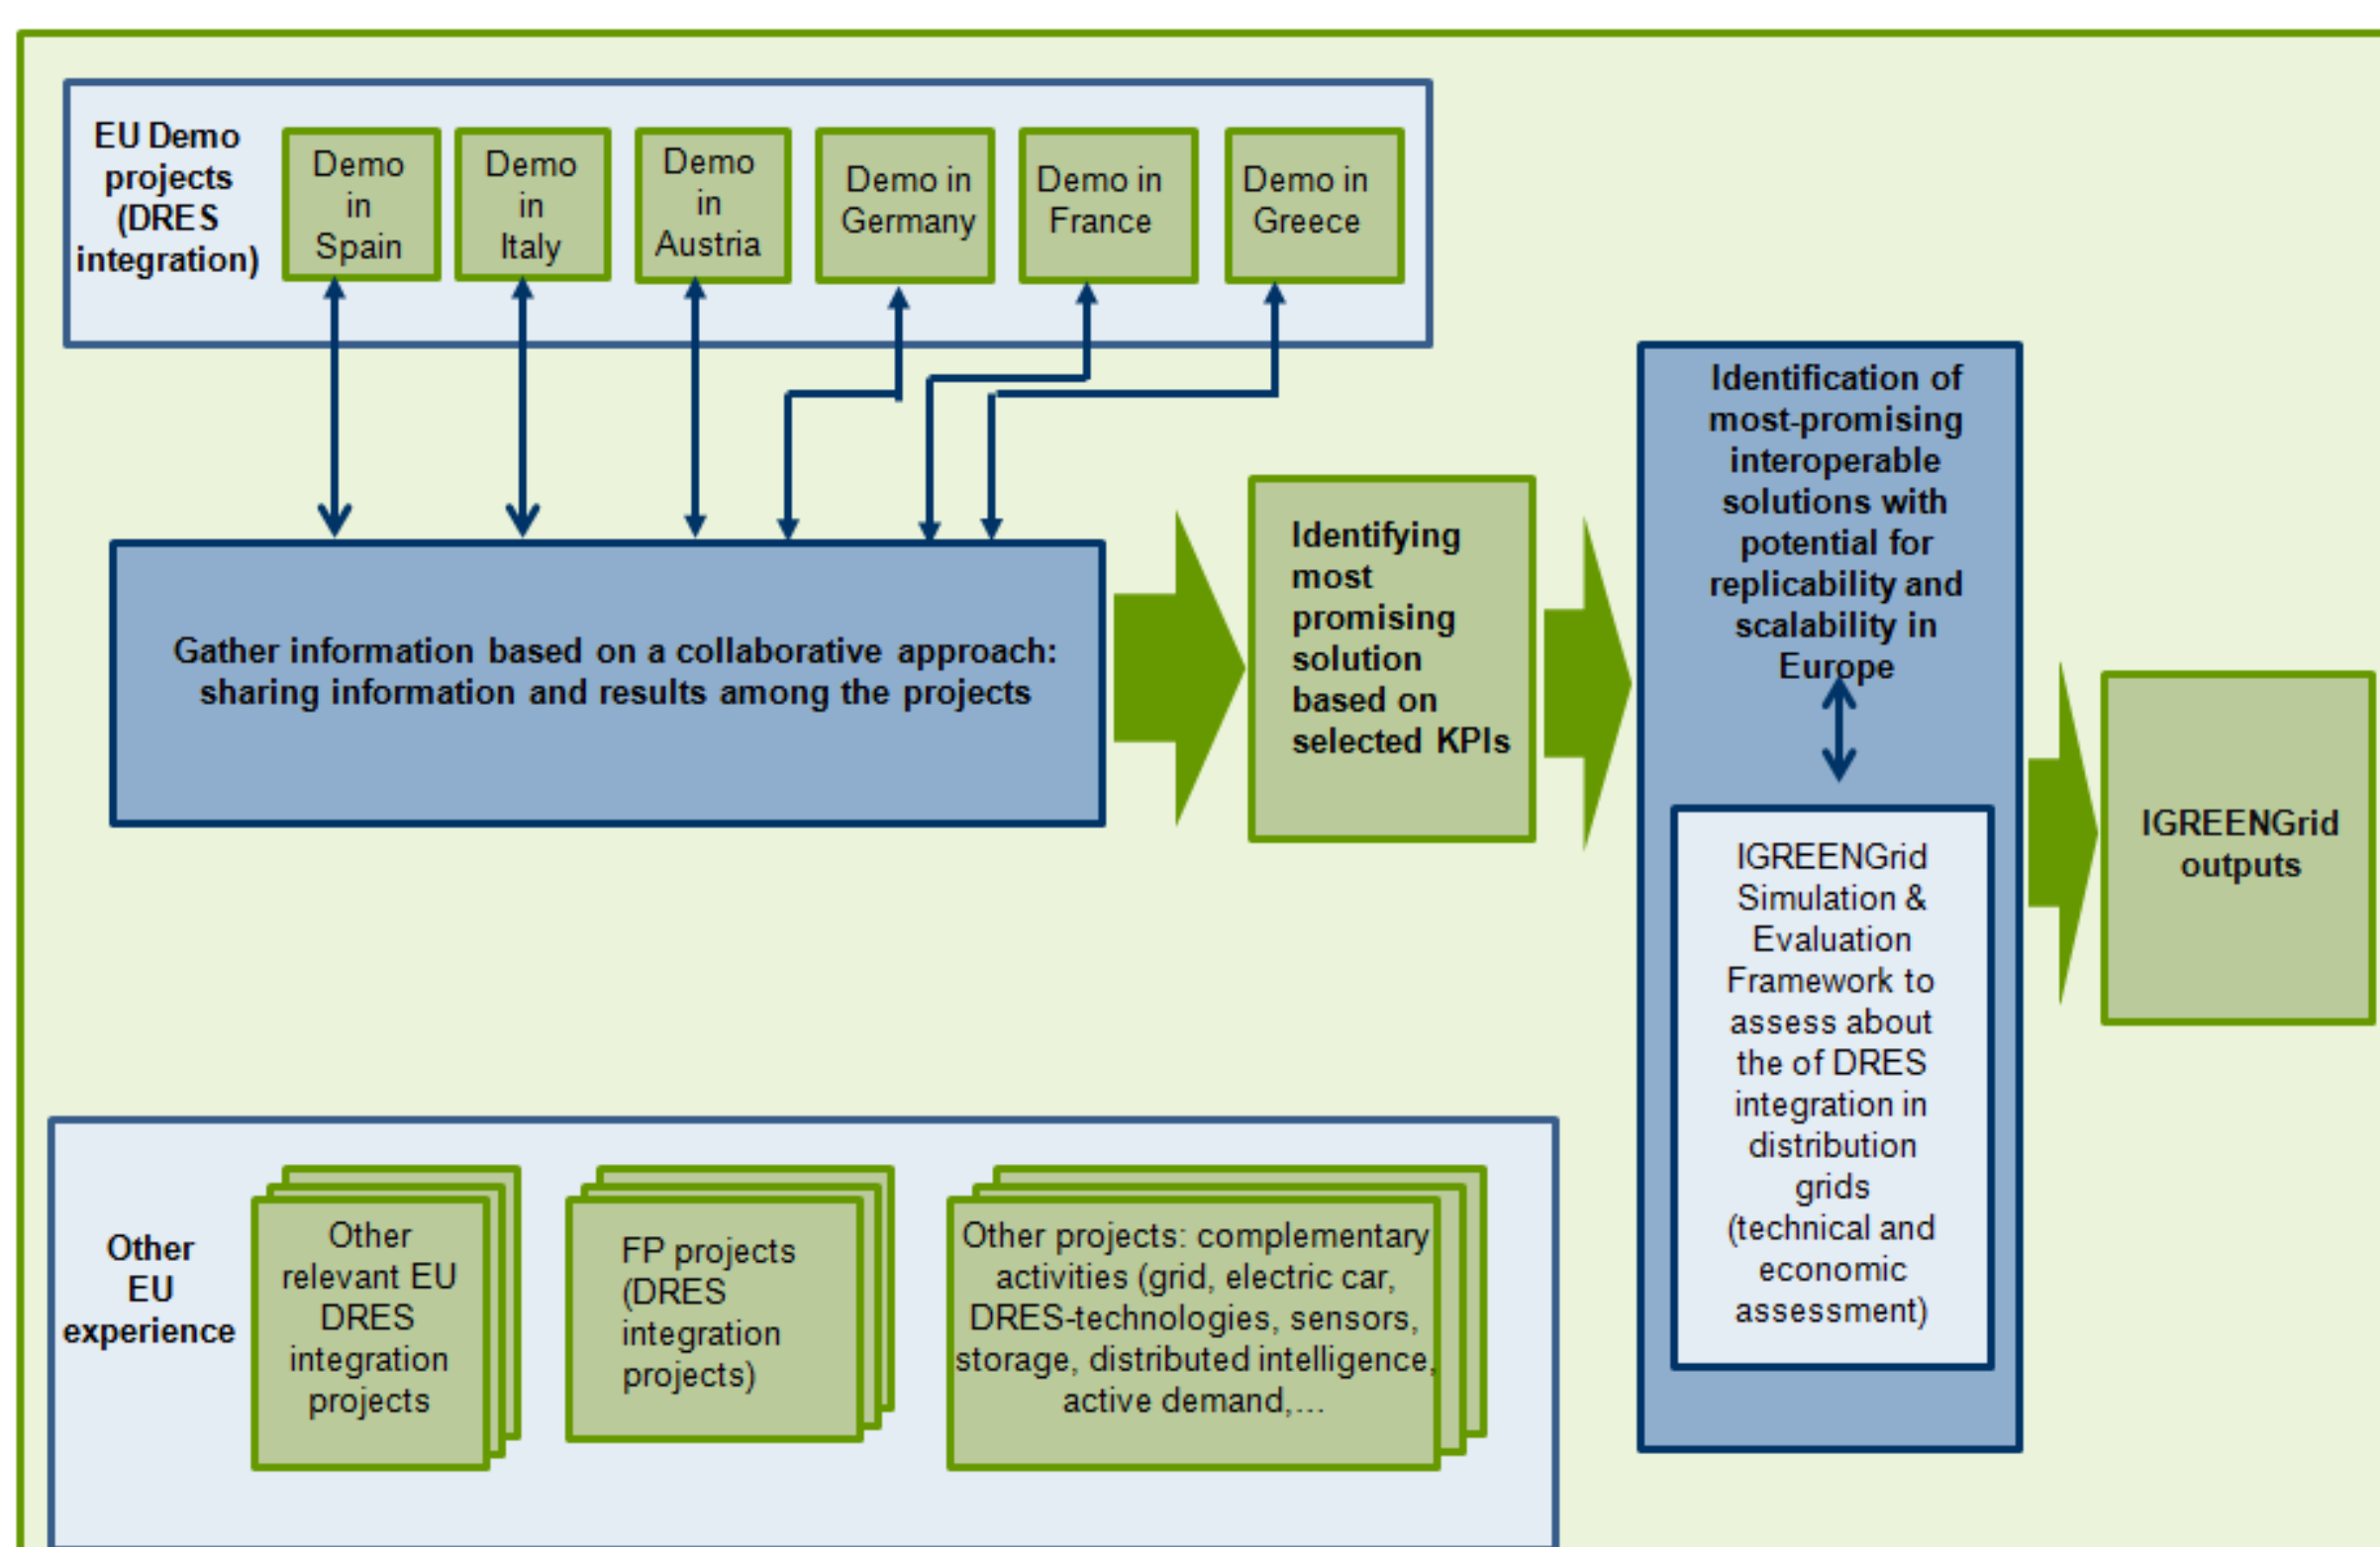 EU Demo
projects
(DRES
integration)
Demo
in
Spain
Demo
in
Italy
Demo
in
Austria
Demo in
Germany
Demo in
France
Demo in
Greece
Gather information based on a collaborative approach:
sharing information and results among the projects
Identifying
most
promising
solution
based on
selected KPIs
Identification of
most-promising
interoperable
solutions with
potential for
replicability and
scalability in
Europe
IGREENGrid
Simulation &
Evaluation
Framework to
assess about
the of DRES
integration in
distribution
grids
(technical and
economic
assessment)
IGREENGrid
outputs
Other
EU
experience
Other
relevant EU
DRES
integration
projects
FP projects
(DRES
integration
projects)
Other projects: complementary
activities (grid, electric car,
DRES-technologies, sensors,
storage, distributed intelligence,
active demand,...